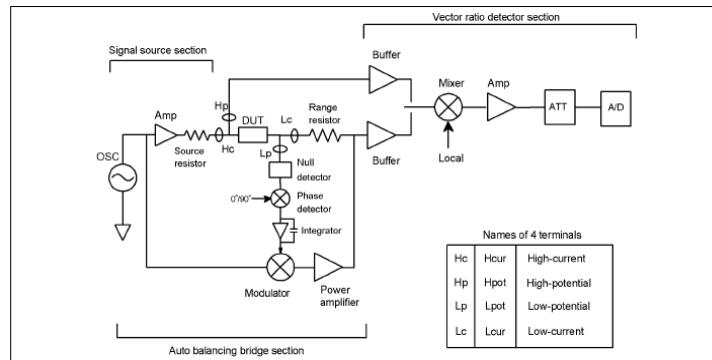 Vector ratio detector section
Signal source section
Buffer
Mixer
Amp
ATT
A/D
Amp
Hp
DUT
Lc
Range
resistor
Source
resistor
Hc
Lp
OSC
Null
detector
Buffer
Local
0°/90°
Phase
detector
Integrator
Modulator
Power
amplifier
Auto balancing bridge section
Names of 4 terminals
Hc Hcur High-current
Hp Hpot High-potential
Lp Lpot Low-potential
Lc Lcur Low-current